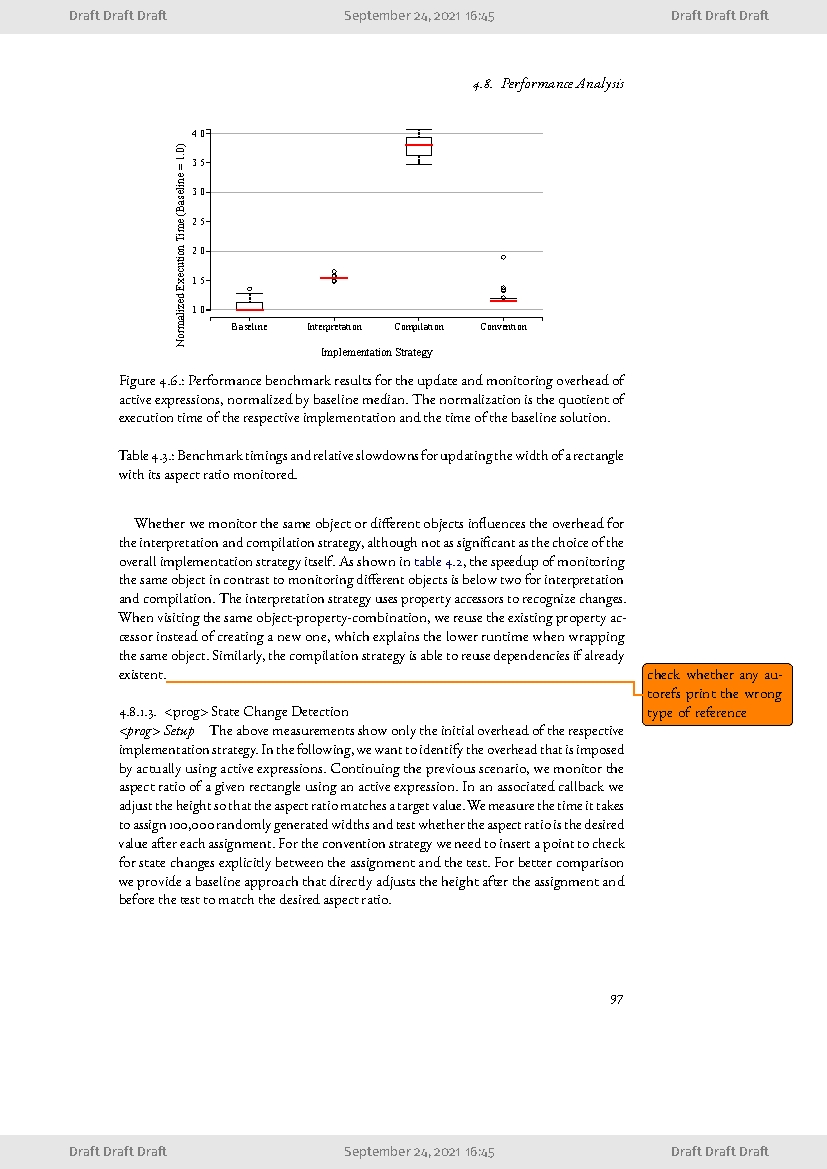 Draft Draft Draft September 24, 2021 16:45 Draft Draft Draft
4.8. Performance Analysis
Normalized Execution Time (Baseline = 1.0)
4 0
3 5
3 0
2 5
2 0
1 5
1 0
Baseline Interpretation Compilation Convention
Implementation Strategy
Figure 4.6.: Performance benchmark results for the update and monitoring overhead of
active expressions, normalized by baseline median. The normalization is the quotient of
execution time of the respective implementation and the time of the baseline solution.
Table 4.3.: Benchmark timings and relative slowdowns for updating the width of a rectangle
with its aspect ratio monitored.
Whether we monitor the same object or different objects influences the overhead for
the interpretation and compilation strategy, although not as significant as the choice of the
overall implementation strategy itself. As shown in table 4.2, the speedup of monitoring
the same object in contrast to monitoring different objects is below two for interpretation
and compilation. The interpretation strategy uses property accessors to recognize changes.
When visiting the same object-property-combination, we reuse the existing property ac-
cessor instead of creating a new one, which explains the lower runtime when wrapping
the same object. Similarly, the compilation strategy is able to reuse dependencies if already
existent.
check whether any au-
torefs print the wrong
type of reference
4.8.1.3. <prog> State Change Detection
<prog> Setup The above measurements show only the initial overhead of the respective
implementation strategy. In the following, we want to identify the overhead that is imposed
by actually using active expressions. Continuing the previous scenario, we monitor the
aspect ratio of a given rectangle using an active expression. In an associated callback we
adjust the height so that the aspect ratio matches a target value. We measure the time it takes
to assign 100,000 randomly generated widths and test whether the aspect ratio is the desired
value after each assignment. For the convention strategy we need to insert a point to check
for state changes explicitly between the assignment and the test. For better comparison
we provide a baseline approach that directly adjusts the height after the assignment and
before the test to match the desired aspect ratio.
97
Draft Draft Draft September 24, 2021 16:45 Draft Draft Draft